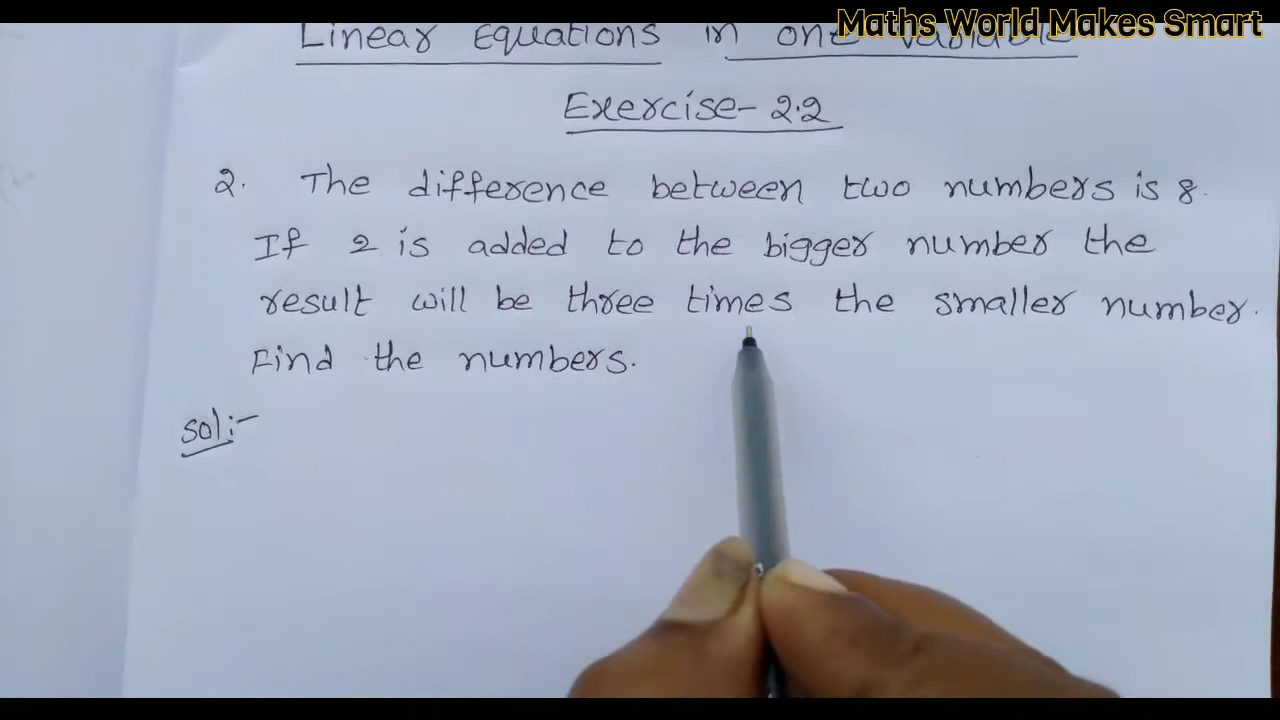 Maths World Makes Smart
Linear Equations in one variable
Exercise-2.2
2. The difference between two numbers is 8.
If 2 is added to the bigger number the
result will be three times the smaller number.
Find the numbers.
Sol:-